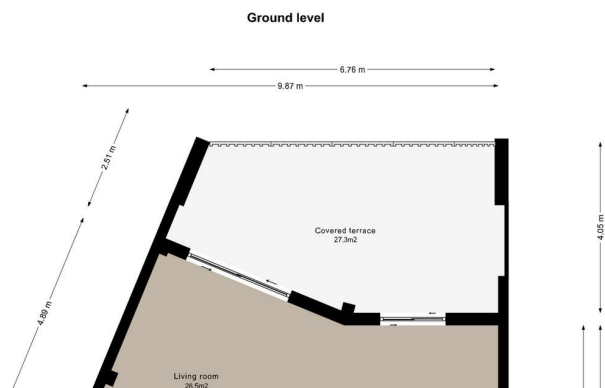 Ground level
6.76 m
9.87 m
2.51 m
4.05 m
Covered terrace
27.3m2
4.89 m
Living room
26.5m2